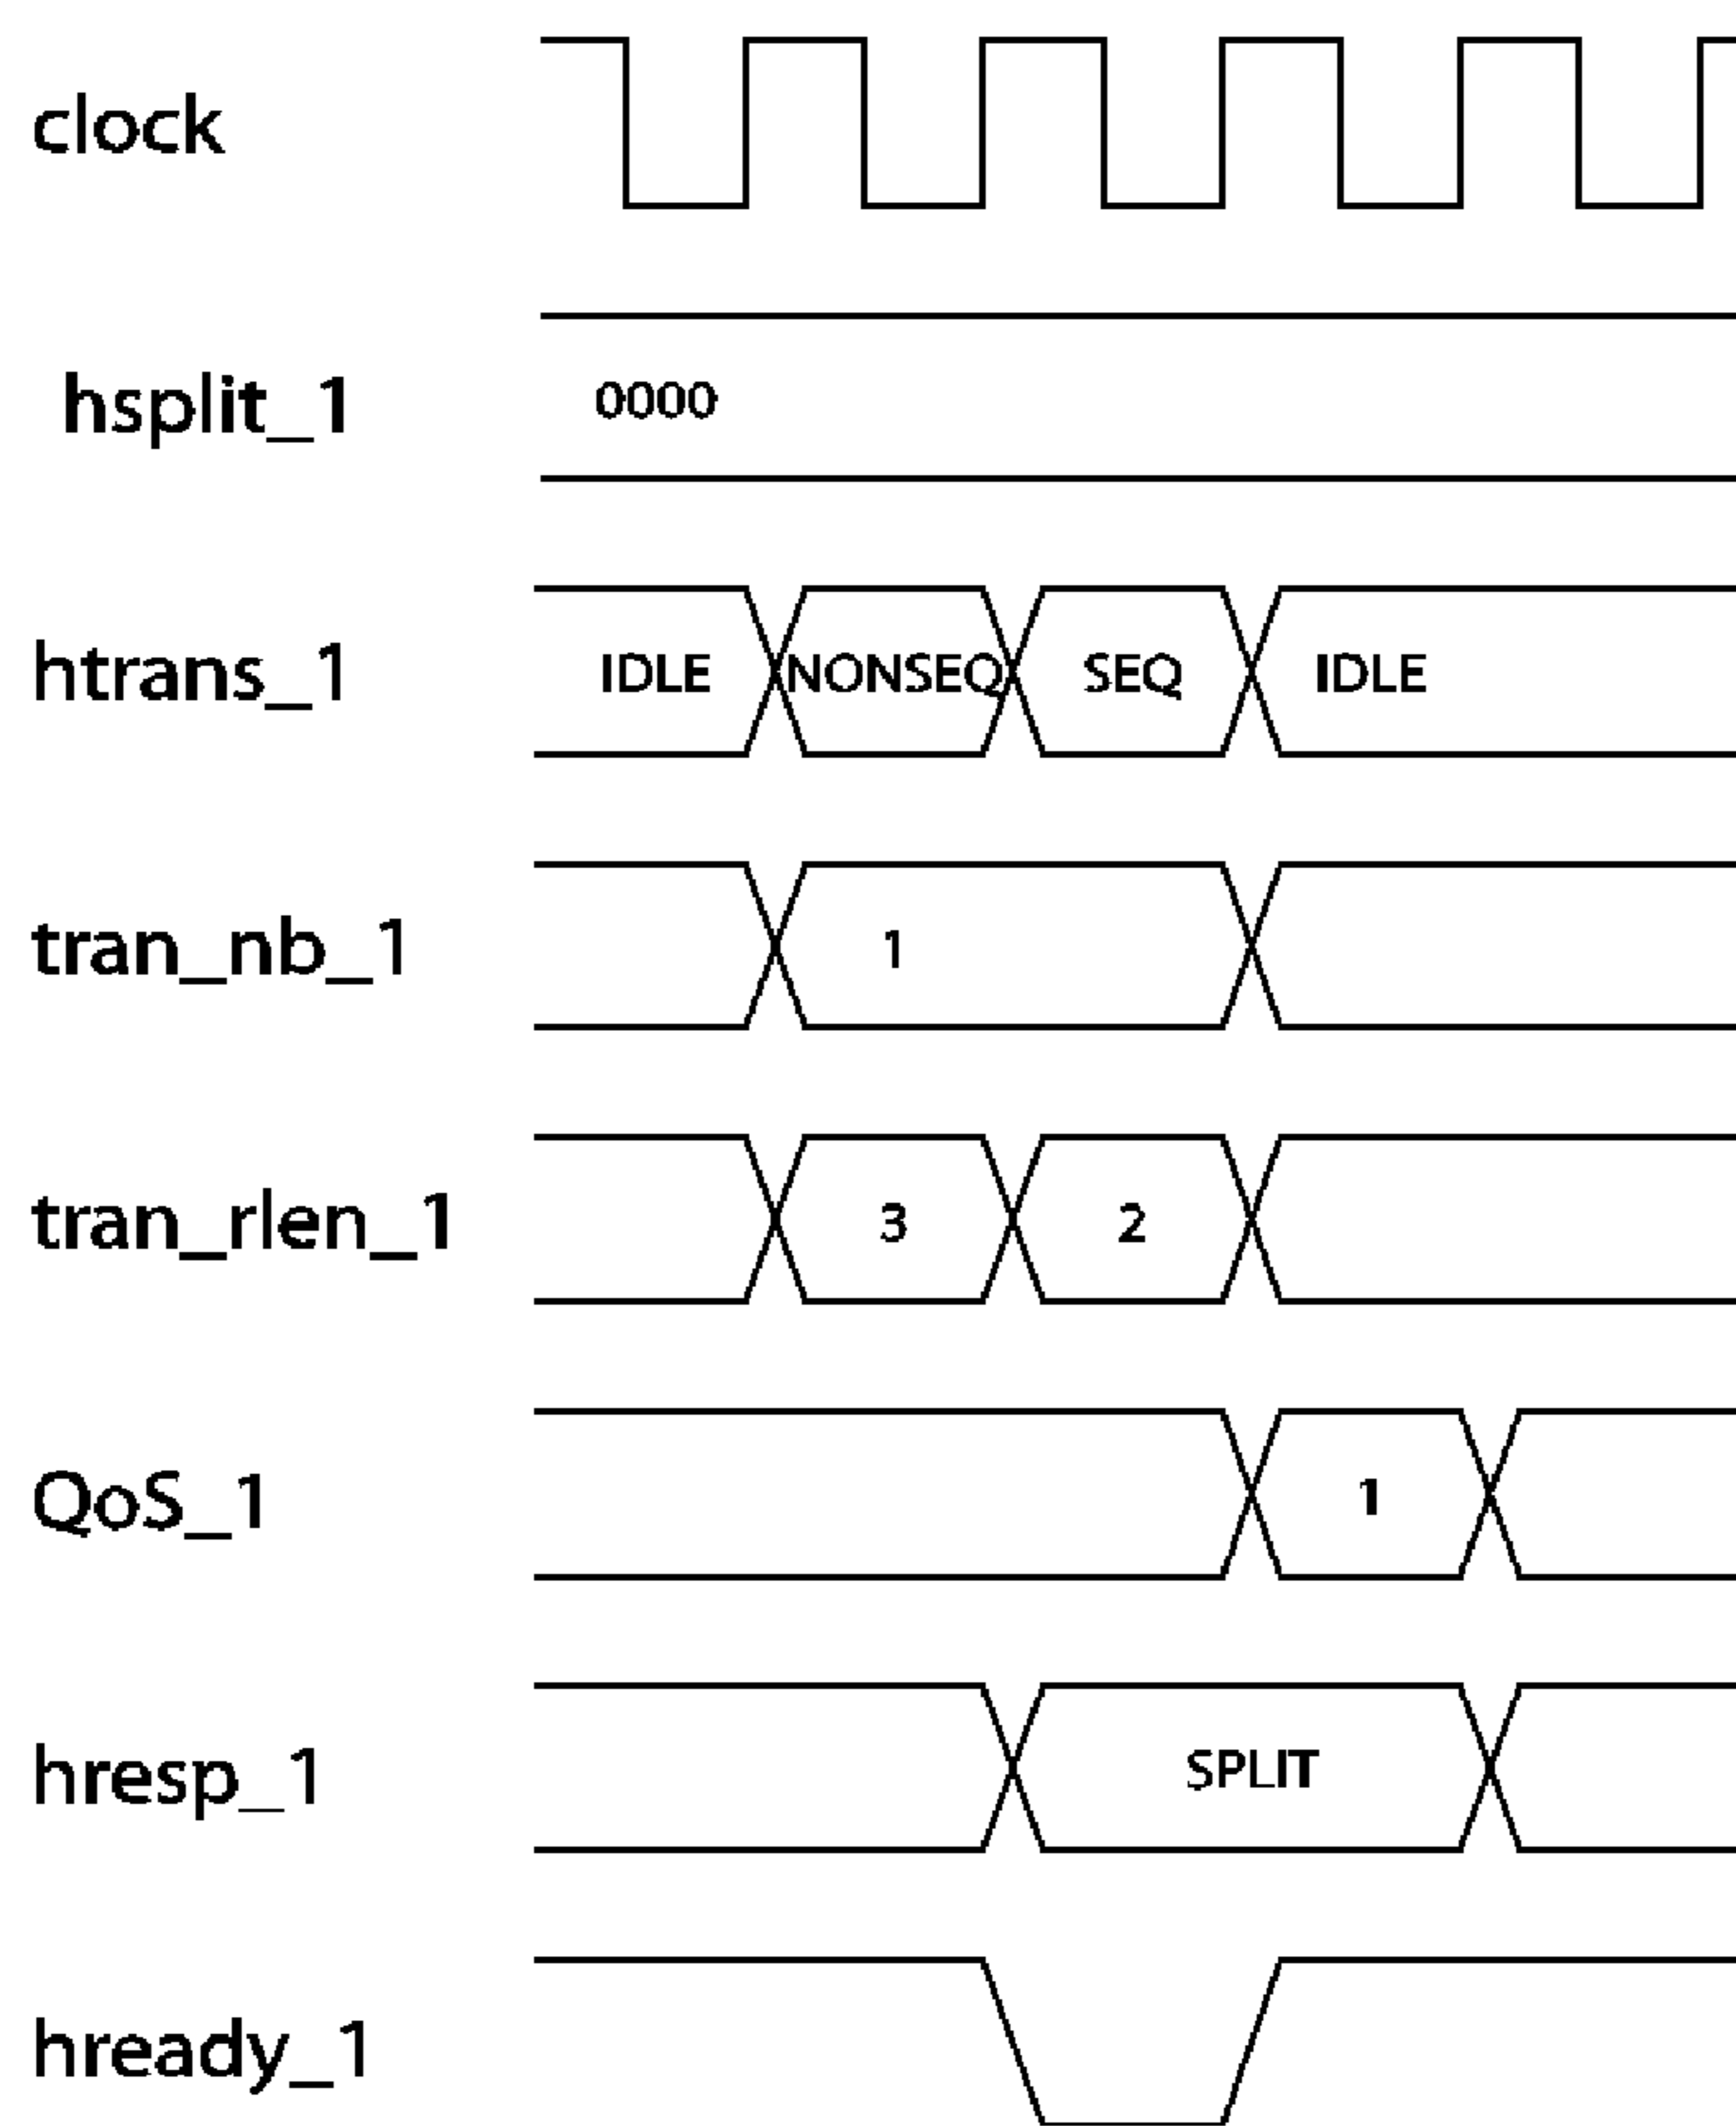 clock
hsplit_1 0000
htrans_1 IDLE NONSEQ SEQ IDLE
tran_nb_1 1
tran_rlen_1 3 2
QoS_1 1
hresp_1 SPLIT
hready_1